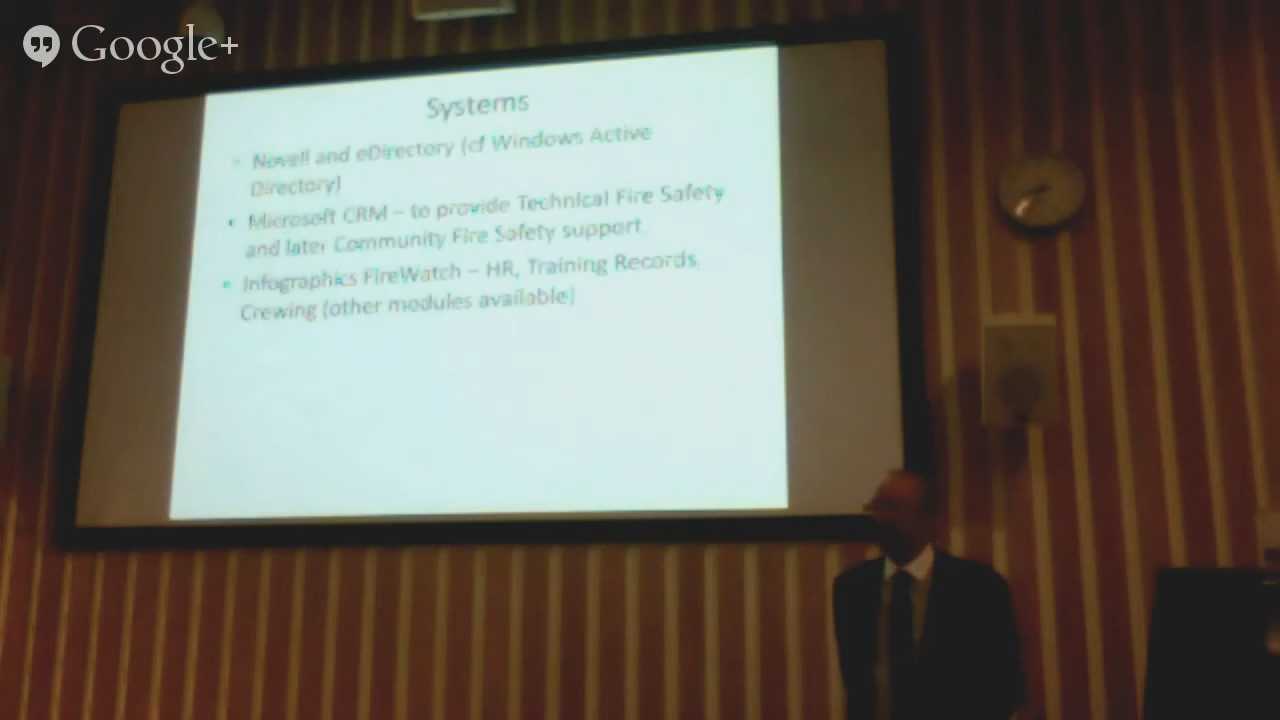 Google+
Systems
Novell and eDirectory (cf Windows Active
Directory)
Microsoft CRM – to provide Technical Fire Safety
and later Community Fire Safety support
Infographics FireWatch – HR, Training Records,
Crewing (other modules available)